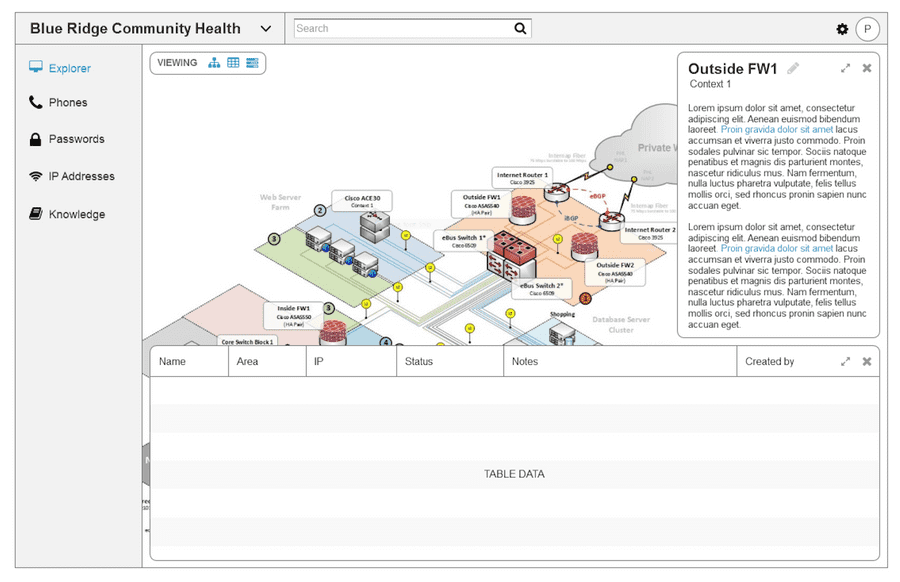 Blue Ridge Community Health
Search
P
Explorer
Phones
Passwords
IP Addresses
Knowledge
VIEWING
Outside FW1
Context 1
Lorem ipsum dolor sit amet, consectetur
adipiscing elit. Aenean euismod bibendum
laoreet. Proin gravida dolor sit amet lacus
accumsan et viverra justo commodo. Proin
sodales pulvinar sic tempor. Sociis natoque
penatibus et magnis dis parturient montes,
nascetur ridiculus mus. Nam fermentum,
nulla luctus pharetra vulputate, felis tellus
mollis orci, sed rhoncus pronin sapien nunc
accuan eget.
Lorem ipsum dolor sit amet, consectetur
adipiscing elit. Aenean euismod bibendum
laoreet. Proin gravida dolor sit amet lacus
accumsan et viverra justo commodo. Proin
sodales pulvinar sic tempor. Sociis natoque
penatibus et magnis dis parturient montes,
nascetur ridiculus mus. Nam fermentum,
nulla luctus pharetra vulputate, felis tellus
mollis orci, sed rhoncus pronin sapien nunc
accuan eget.
Private W
Internap Fiber
Internet Router 1
Cisco 3925
Outside FW1
Cisco ASA5540
(HA Pair)
eBGP
iBGP
Internap Fiber
Internet Router 2
Cisco 3925
Web Server
Farm
Cisco ACE30
Context 1
2
3
eBus Switch 1*
Cisco 6509
Outside FW2
Cisco ASA5540
(HA Pair)
eBus Switch 2*
Cisco 6509
Inside FW1
Cisco ASA5550
(HA Pair)
3
4
Shopping
Database Server
Cluster
Core Switch Block 1
Name
Area
IP
Status
Notes
Created by
TABLE DATA